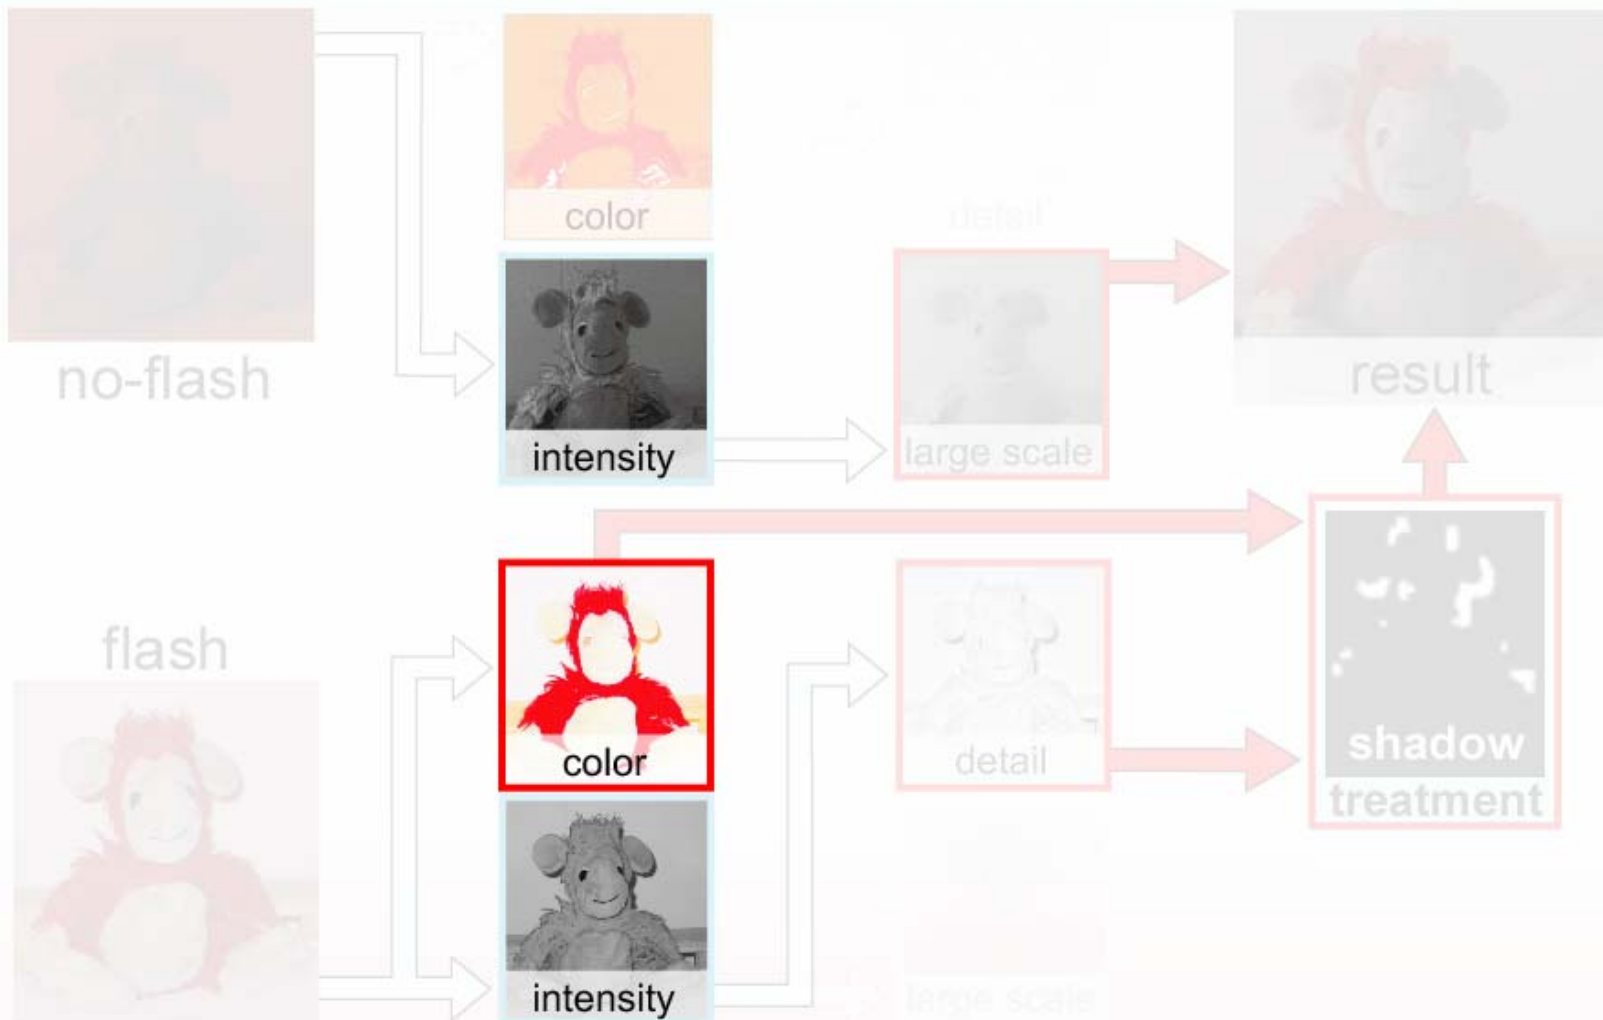 color
detail
no-flash
result
intensity
large scale
flash
color
detail
shadow
treatment
intensity
large scale